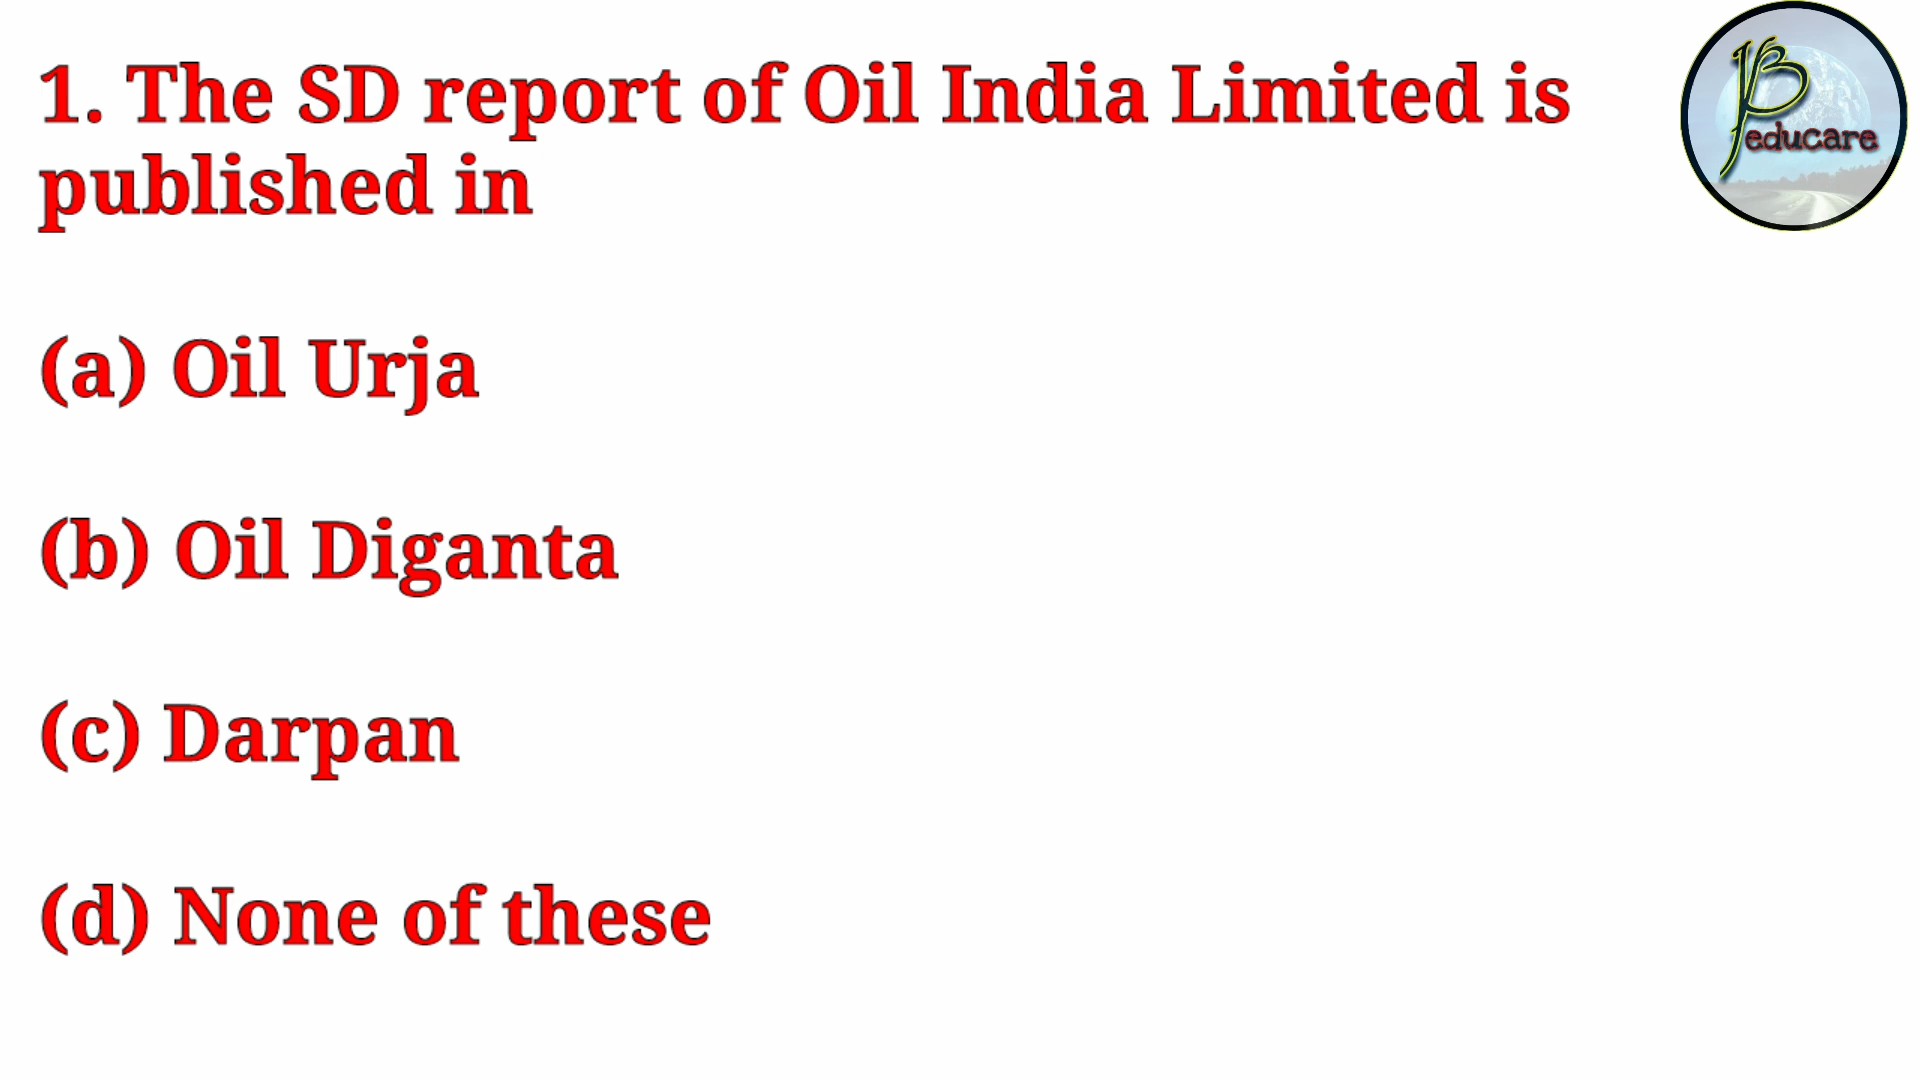 1. The SD report of Oil India Limited is
published in
(a) Oil Urja
(b) Oil Diganta
(c) Darpan
(d) None of these
educare